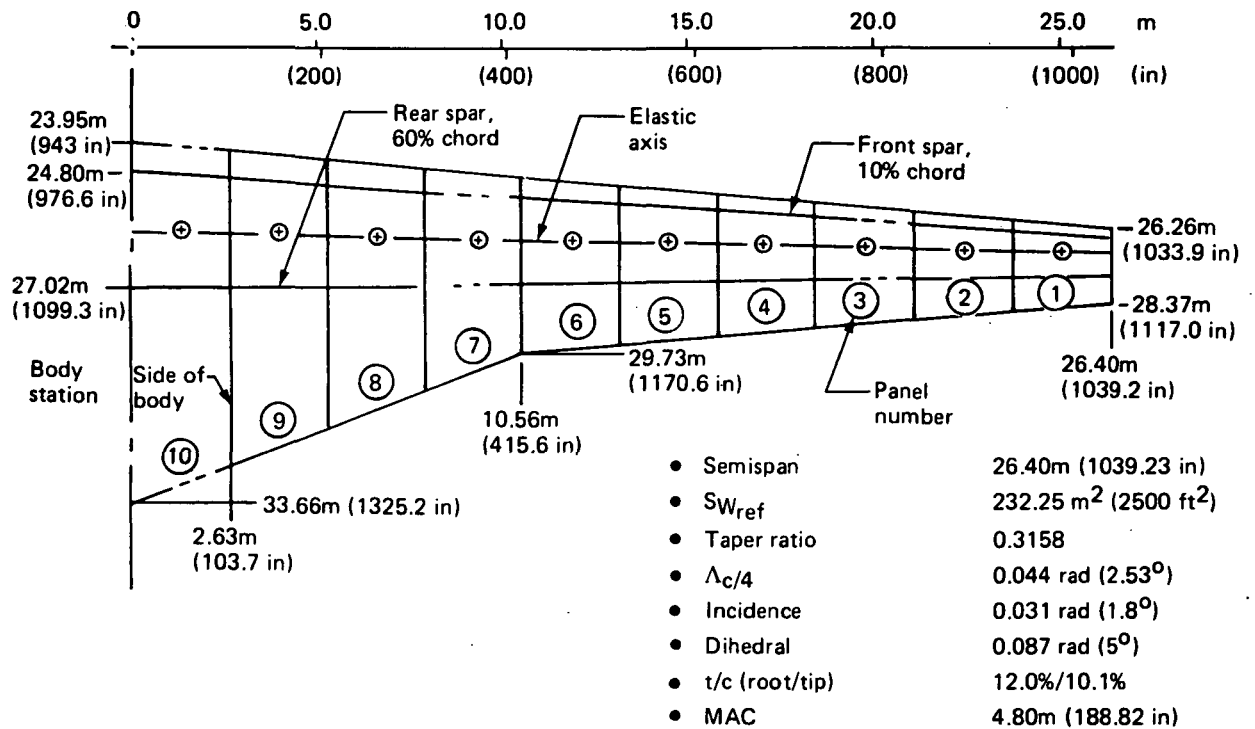 0 5.0 10.0 15.0 20.0 25.0 m
(200) (400) (600) (800) (1000) (in)
23.95m
(943 in)
24.80m
(976.6 in)
27.02m
(1099.3 in)
Body
station
Side of
body
Rear spar,
60% chord
Elastic
axis
Front spar,
10% chord
26.26m
(1033.9 in)
28.37m
(1117.0 in)
26.40m
(1039.2 in)
10
9
8
7
6
5
4
3
2
1
29.73m
(1170.6 in)
Panel
number
10.56m
(415.6 in)
33.66m (1325.2 in)
2.63m
(103.7 in)
• Semispan 26.40m (1039.23 in)
• SWref 232.25 m2 (2500 ft2)
• Taper ratio 0.3158
• Λc/4 0.044 rad (2.53o)
• Incidence 0.031 rad (1.8o)
• Dihedral 0.087 rad (5o)
• t/c (root/tip) 12.0%/10.1%
• MAC 4.80m (188.82 in)